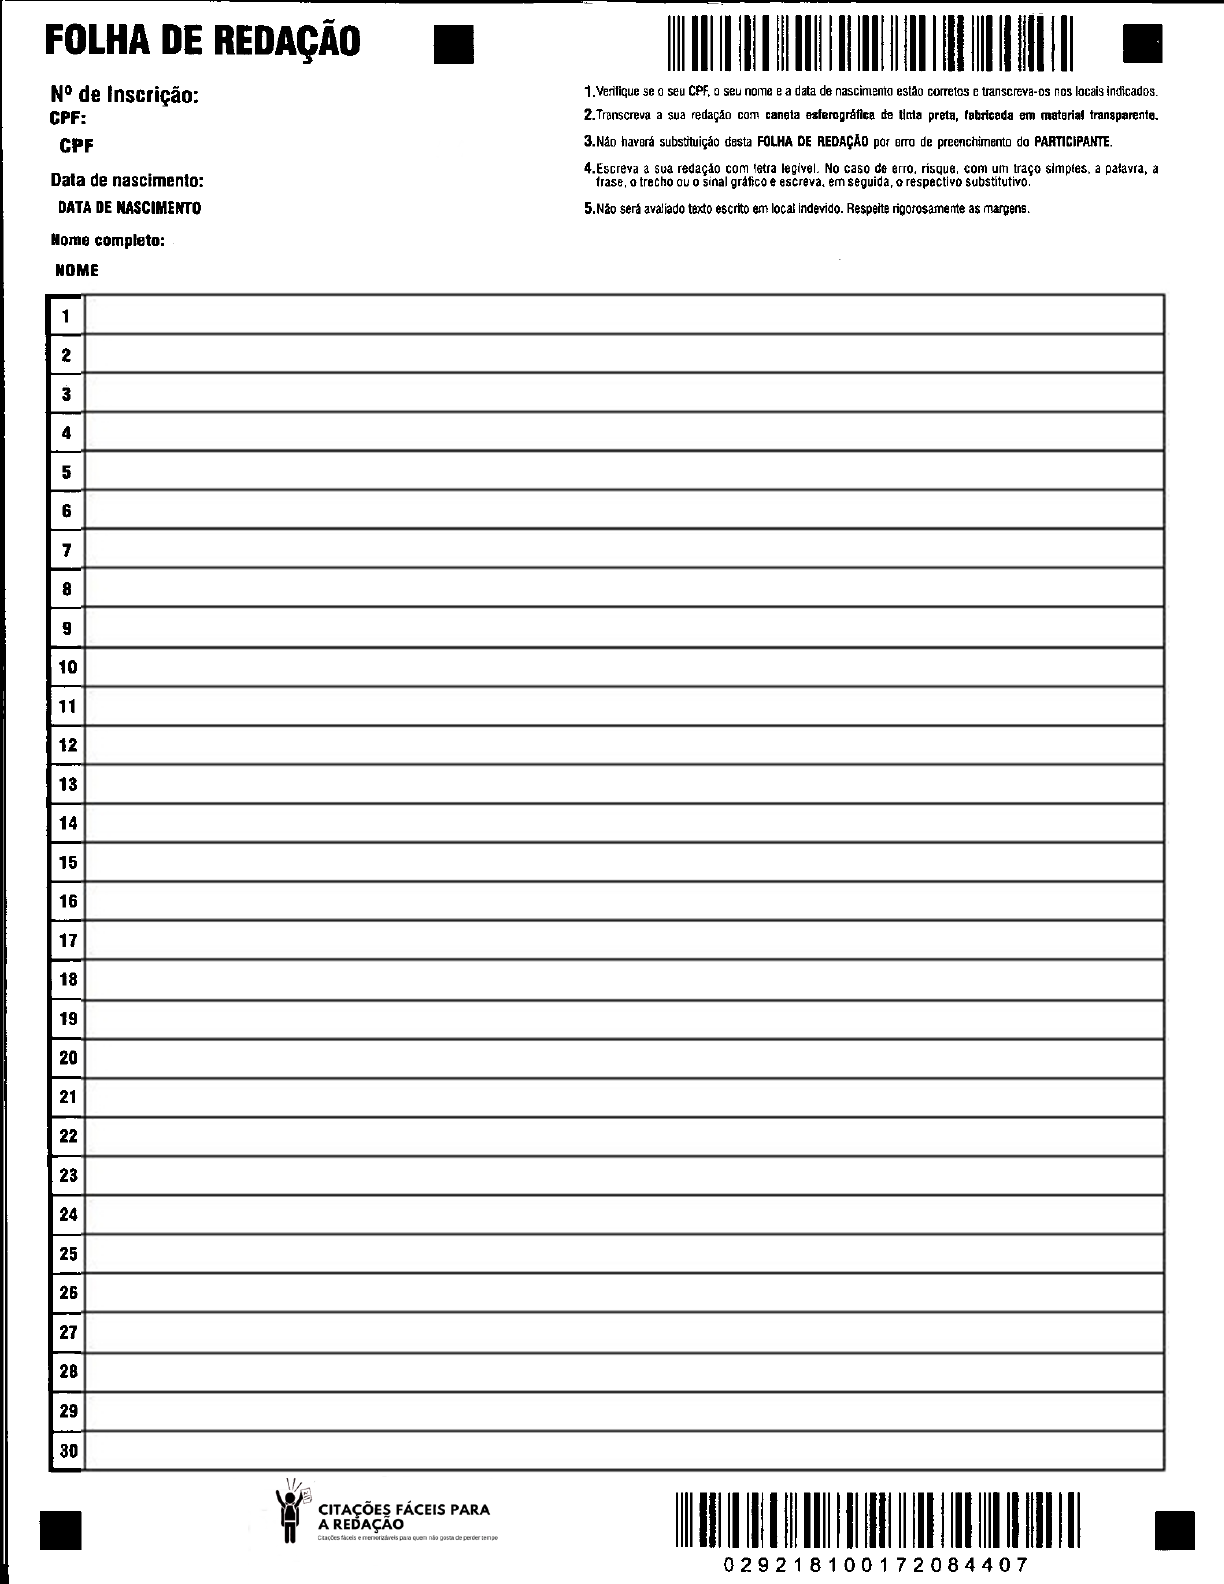 FOLHA DE REDAÇÃO
Nº de Inscrição:
CPF:
CPF
Data de nascimento:
DATA DE NASCIMENTO
Nome completo:
NOME
1.Verifique se o seu CPF, o seu nome e a data de nascimento estão corretos e transcreva-os nos locais indicados.
2.Transcreva a sua redação com caneta esferográfica de tinta preta, fabricada em material transparente.
3.Não haverá substituição desta FOLHA DE REDAÇÃO por erro de preenchimento do PARTICIPANTE.
4.Escreva a sua redação com letra legível. No caso de erro, risque, com um traço simples, a palavra, a
frase, o trecho ou o sinal gráfico e escreva, em seguida, o respectivo substitutivo.
5.Não será avaliado texto escrito em local indevido. Respeite rigorosamente as margens.
1
2
3
4
5
6
7
8
9
10
11
12
13
14
15
16
17
18
19
20
21
22
23
24
25
26
27
28
29
30
CITAÇÕES FÁCEIS PARA
A REDAÇÃO
Citações fáceis e memorizáveis para quem não gosta de perder tempo
029218100172084407